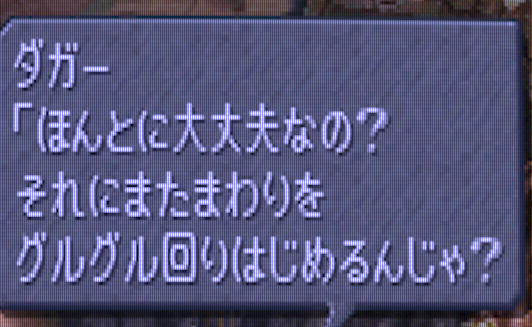 ダガー
「ほんとに大丈夫なの？
それにまたまわりを
グルグル回りはじめるんじゃ？